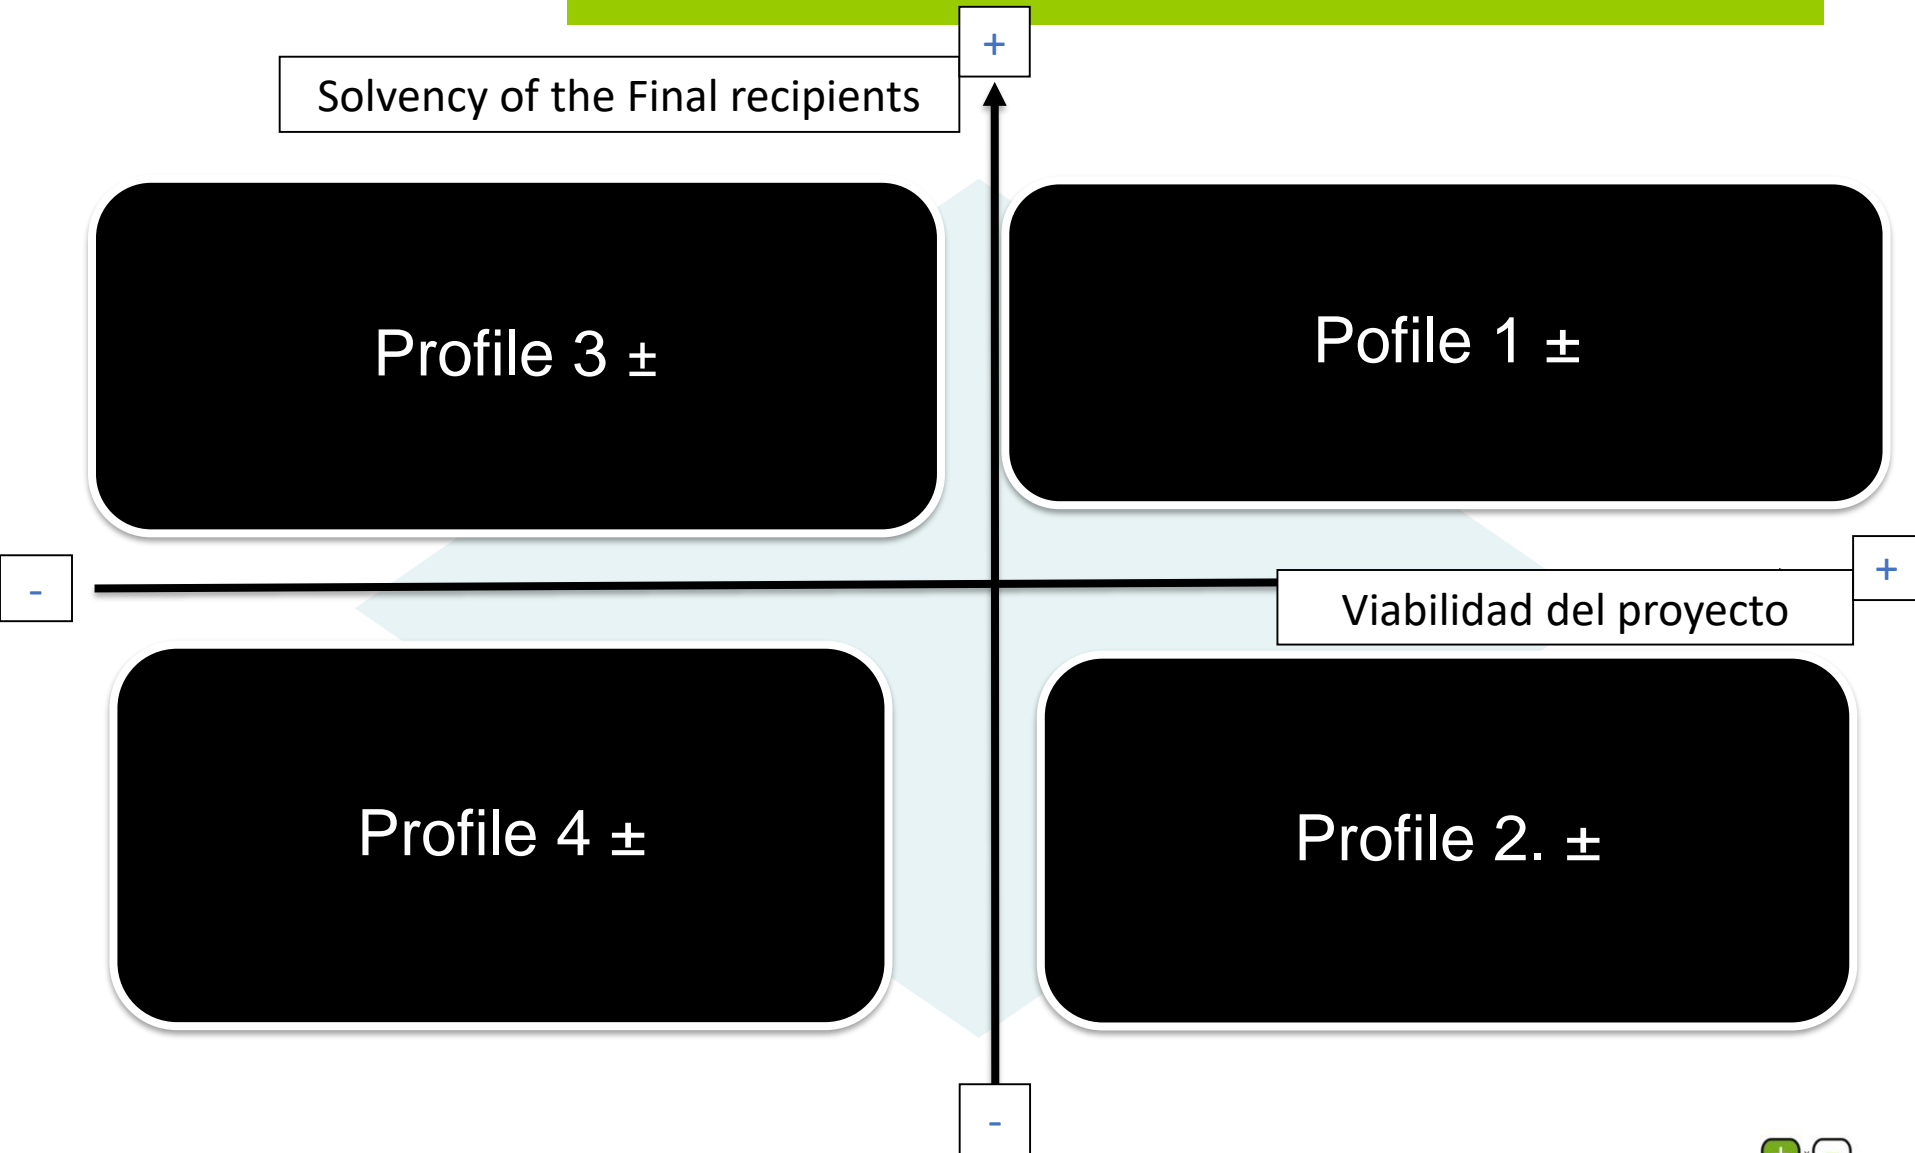 +
Solvency of the Final recipients
Profile 3 ±
Pofile 1 ±
-
+
Viabilidad del proyecto
Profile 4 ±
Profile 2. ±
-